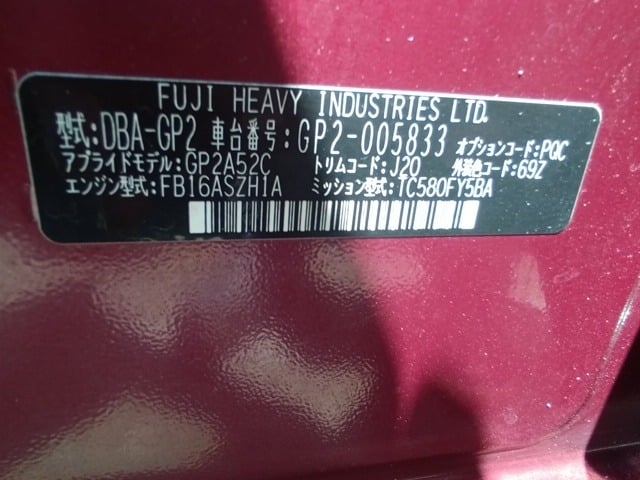 FUJI HEAVY INDUSTRIES LTD.
型式:DBA-GP2 車台番号:GP2-005833 オプションコード:PQC
アプライドモデル:GP2A52C トリムコード:J20 外装色コード:69Z
エンジン型式:FB16ASZH1A ミッション型式:TC580FY5BA